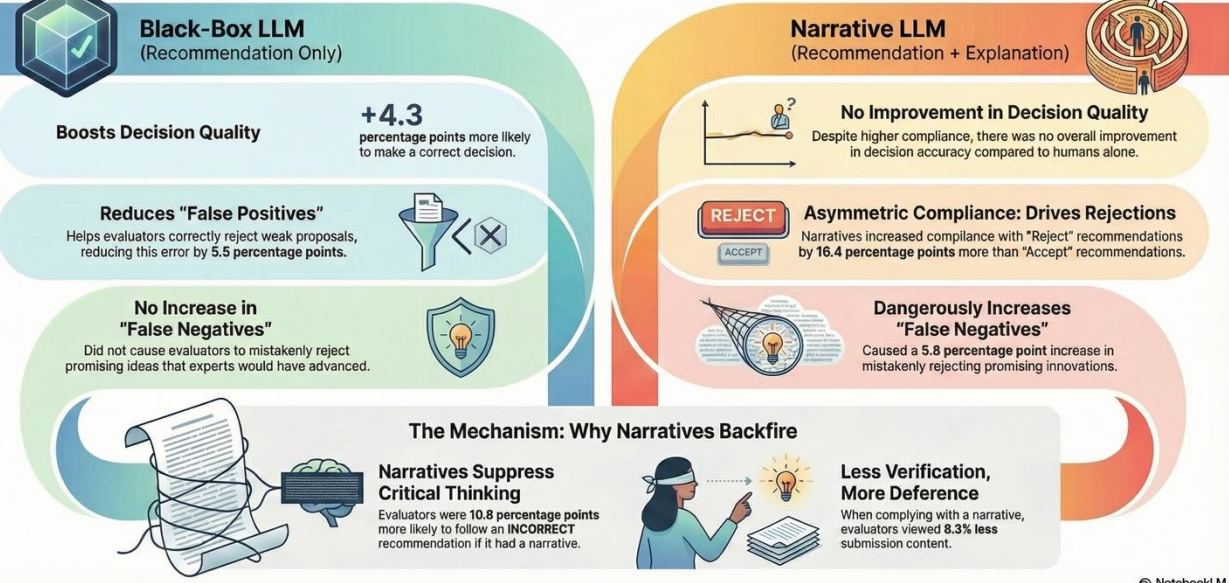 Black-Box LLM
(Recommendation Only)
Boosts Decision Quality
+4.3
percentage points more likely
to make a correct decision.
Reduces "False Positives"
Helps evaluators correctly reject weak proposals,
reducing this error by 5.5 percentage points.
No Increase in
"False Negatives"
Did not cause evaluators to mistakenly reject
promising ideas that experts would have advanced.
Narrative LLM
(Recommendation + Explanation)
?
No Improvement in Decision Quality
Despite higher compliance, there was no overall improvement
in decision accuracy compared to humans alone.
REJECT
ACCEPT
Asymmetric Compliance: Drives Rejections
Narratives increased compliance with "Reject" recommendations
by 16.4 percentage points more than "Accept" recommendations.
Dangerously Increases
"False Negatives"
Caused a 5.8 percentage point increase in
mistakenly rejecting promising innovations.
The Mechanism: Why Narratives Backfire
Narratives Suppress
Critical Thinking
Evaluators were 10.8 percentage points
more likely to follow an INCORRECT
recommendation if it had a narrative.
Less Verification,
More Deference
When complying with a narrative,
evaluators viewed 8.3% less
submission content.